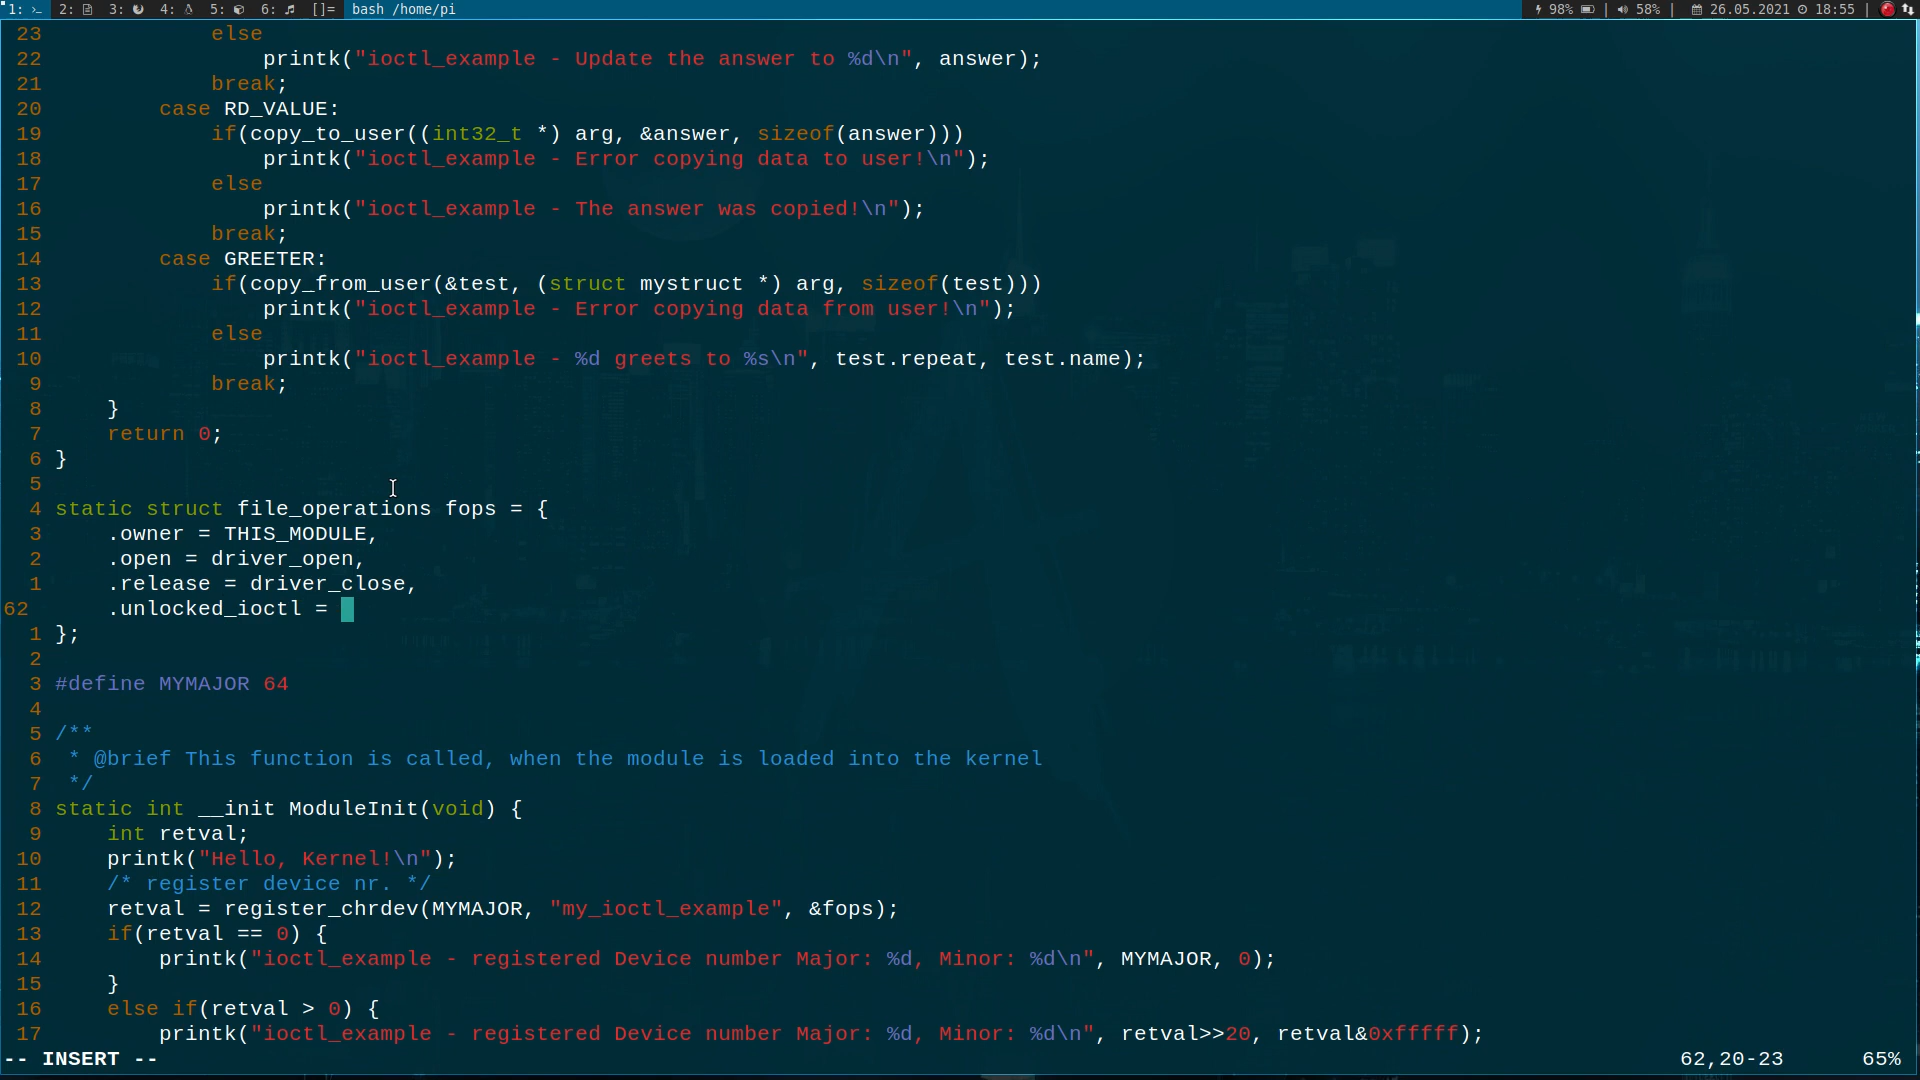 1: 2: 3: 4: 5: 6: []= bash /home/pi 98% | 58% | 26.05.2021 18:55 |
23 else
22 printk("ioctl_example - Update the answer to %d\n", answer);
21 break;
20 case RD_VALUE:
19 if(copy_to_user((int32_t *) arg, &answer, sizeof(answer)))
18 printk("ioctl_example - Error copying data to user!\n");
17 else
16 printk("ioctl_example - The answer was copied!\n");
15 break;
14 case GREETER:
13 if(copy_from_user(&test, (struct mystruct *) arg, sizeof(test)))
12 printk("ioctl_example - Error copying data from user!\n");
11 else
10 printk("ioctl_example - %d greets to %s\n", test.repeat, test.name);
9 break;
8 }
7 return 0;
6 }
5
4 static struct file_operations fops = {
3 .owner = THIS_MODULE,
2 .open = driver_open,
1 .release = driver_close,
62 .unlocked_ioctl =
1 };
2
3 #define MYMAJOR 64
4
5 /**
6 * @brief This function is called, when the module is loaded into the kernel
7 */
8 static int __init ModuleInit(void) {
9 int retval;
10 printk("Hello, Kernel!\n");
11 /* register device nr. */
12 retval = register_chrdev(MYMAJOR, "my_ioctl_example", &fops);
13 if(retval == 0) {
14 printk("ioctl_example - registered Device number Major: %d, Minor: %d\n", MYMAJOR, 0);
15 }
16 else if(retval > 0) {
17 printk("ioctl_example - registered Device number Major: %d, Minor: %d\n", retval>>20, retval&0xfffff);
-- INSERT -- 62,20-23 65%